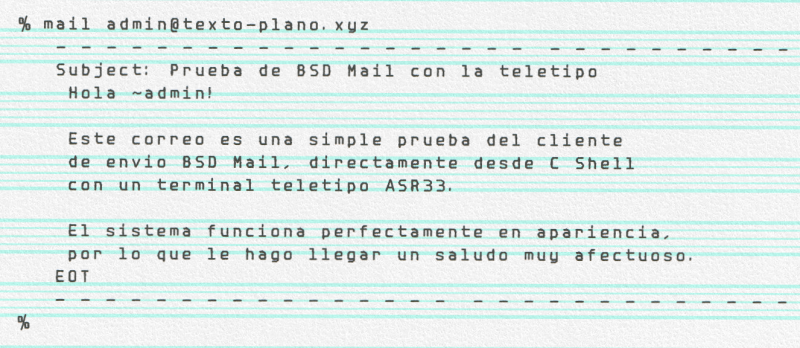 % mail admin@texto-plano.xyz
- - - - - - - - - - - - - - - - - - - - - - - - - - - - -
Subject: Prueba de BSD Mail con la teletipo
Hola ~admin!
Este correo es una simple prueba del cliente
de envio BSD Mail, directamente desde C Shell
con un terminal teletipo ASR33.
El sistema funciona perfectamente en apariencia,
por lo que le hago llegar un saludo muy afectuoso.
EOT
- - - - - - - - - - - - - - - - - - - - - - - - - - - - -
%